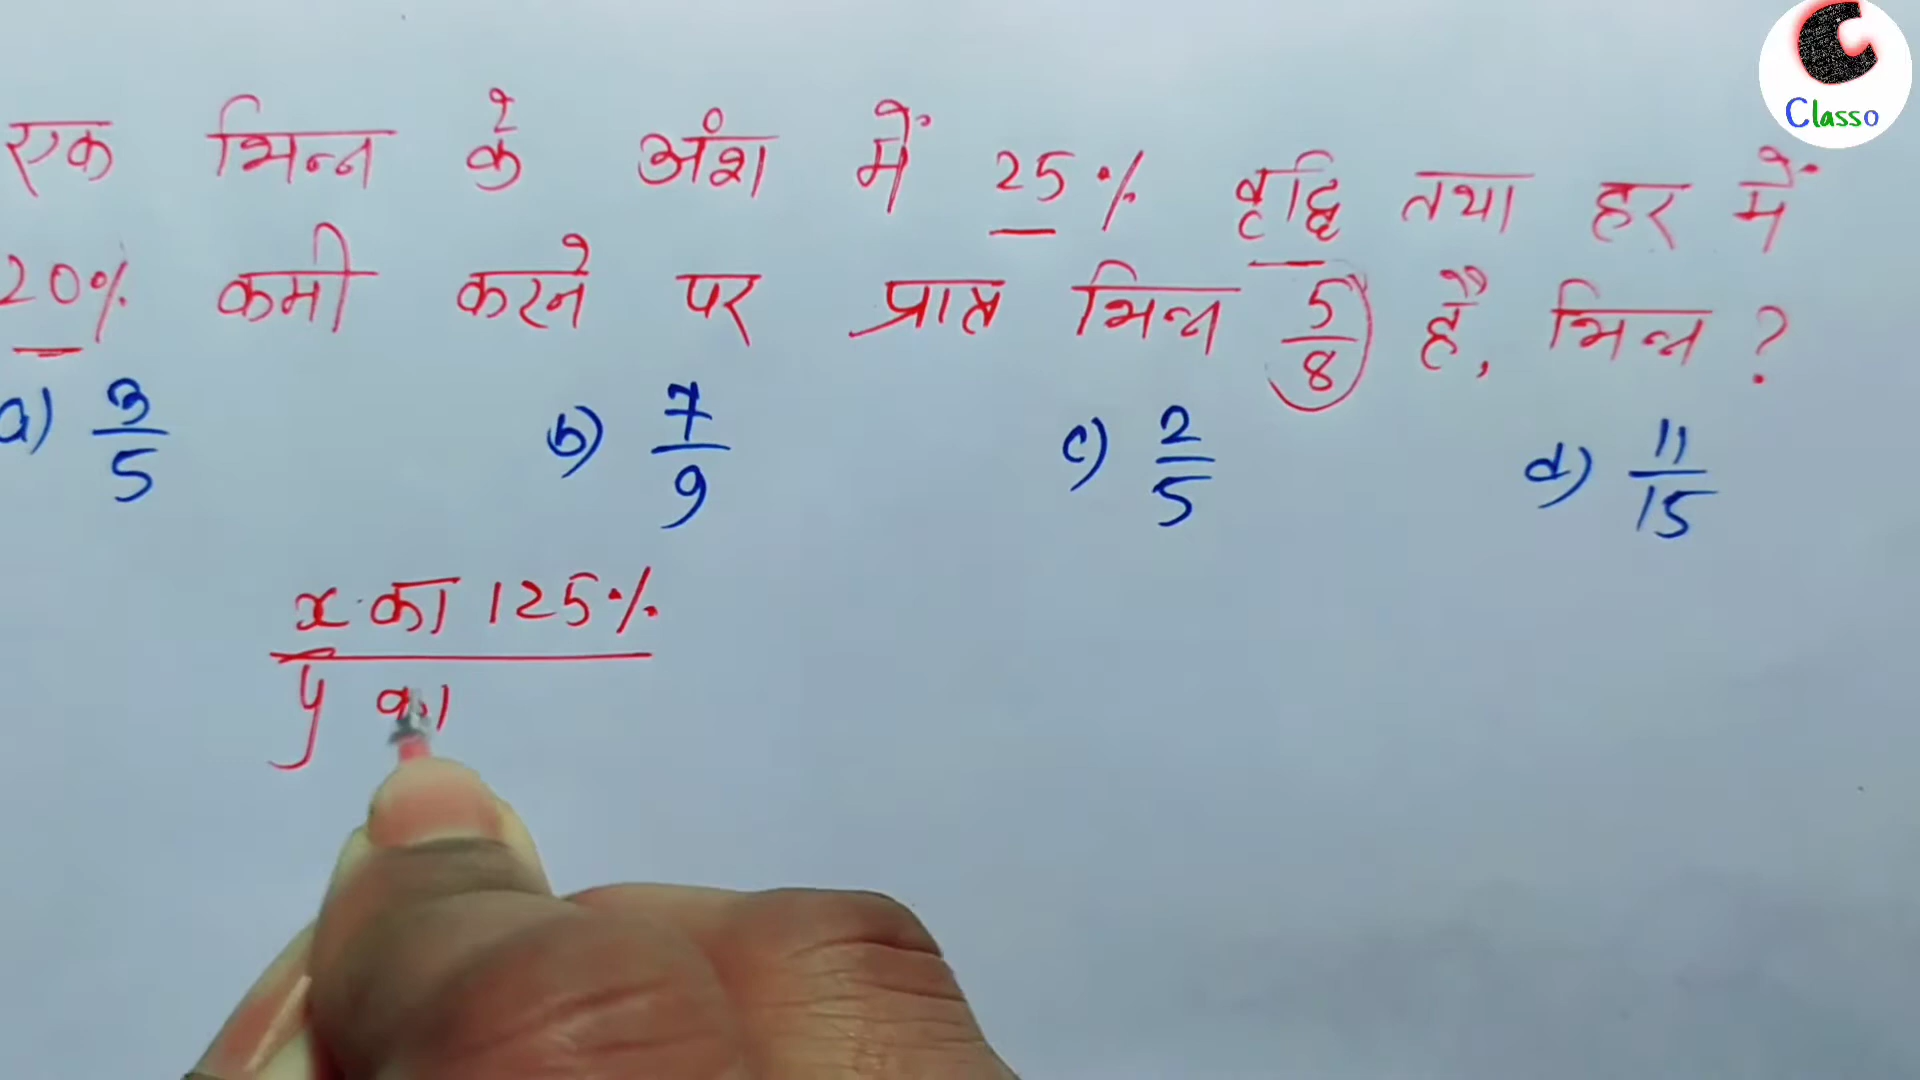 C
Classo
एक भिन्न के अंश में 25% वृद्धि तथा हर में
20% कमी करने पर प्राप्त भिन्न 5/8 है, भिन्न ?
a) 3/5 b) 7/9 c) 2/5 d) 11/15
x का 125%
y का